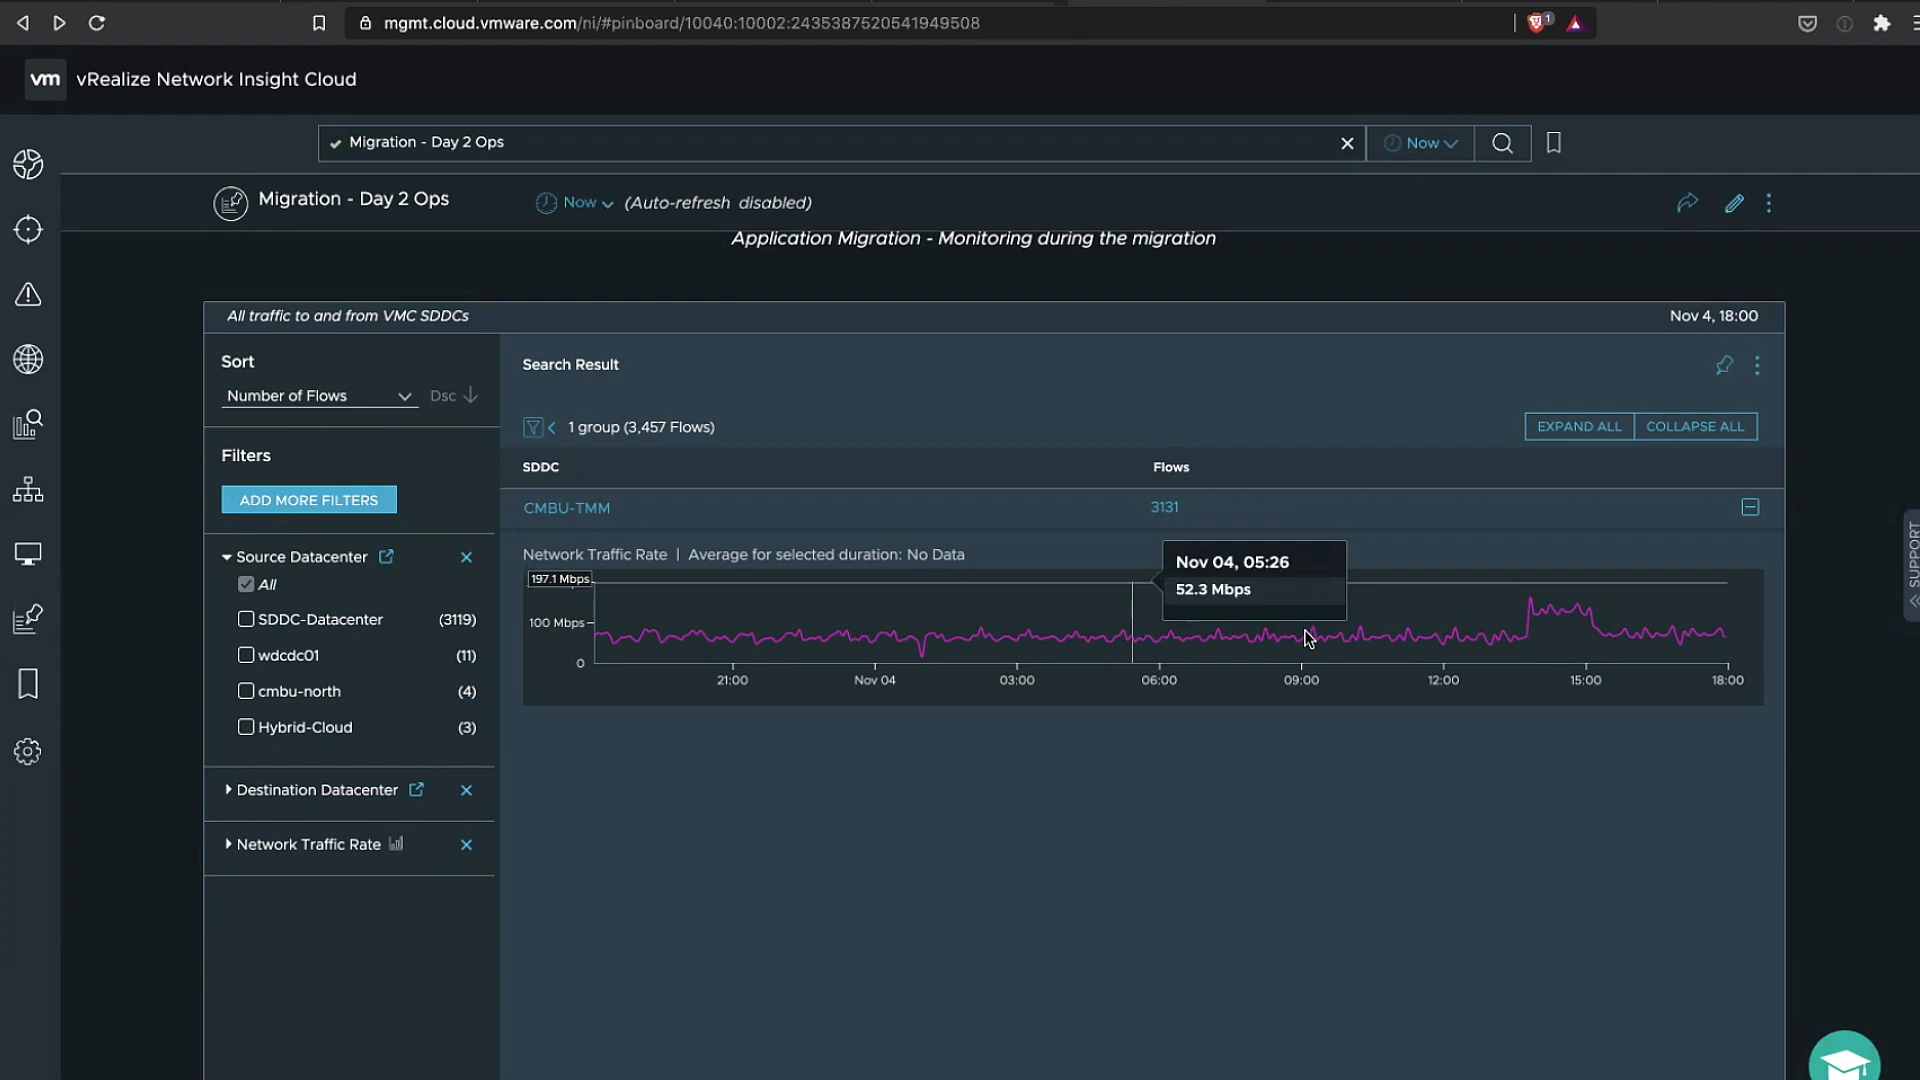 mgmt.cloud.vmware.com/ni/#pinboard/10040:10002:2435387520541949508
1
vm vRealize Network Insight Cloud
Migration - Day 2 Ops
Now
Migration - Day 2 Ops
Now (Auto-refresh disabled)
Application Migration - Monitoring during the migration
All traffic to and from VMC SDDCs
Nov 4, 18:00
Sort
Number of Flows
Dsc
Filters
ADD MORE FILTERS
Source Datacenter
All
SDDC-Datacenter (3119)
wdcdc01 (11)
cmbu-north (4)
Hybrid-Cloud (3)
Destination Datacenter
Network Traffic Rate
Search Result
1 group (3,457 Flows)
EXPAND ALL
COLLAPSE ALL
SDDC
Flows
CMBU-TMM
3131
Network Traffic Rate | Average for selected duration: No Data
Nov 04, 05:26
52.3 Mbps
197.1 Mbps
100 Mbps
0
21:00
Nov 04
03:00
06:00
09:00
12:00
15:00
18:00
SUPPORT